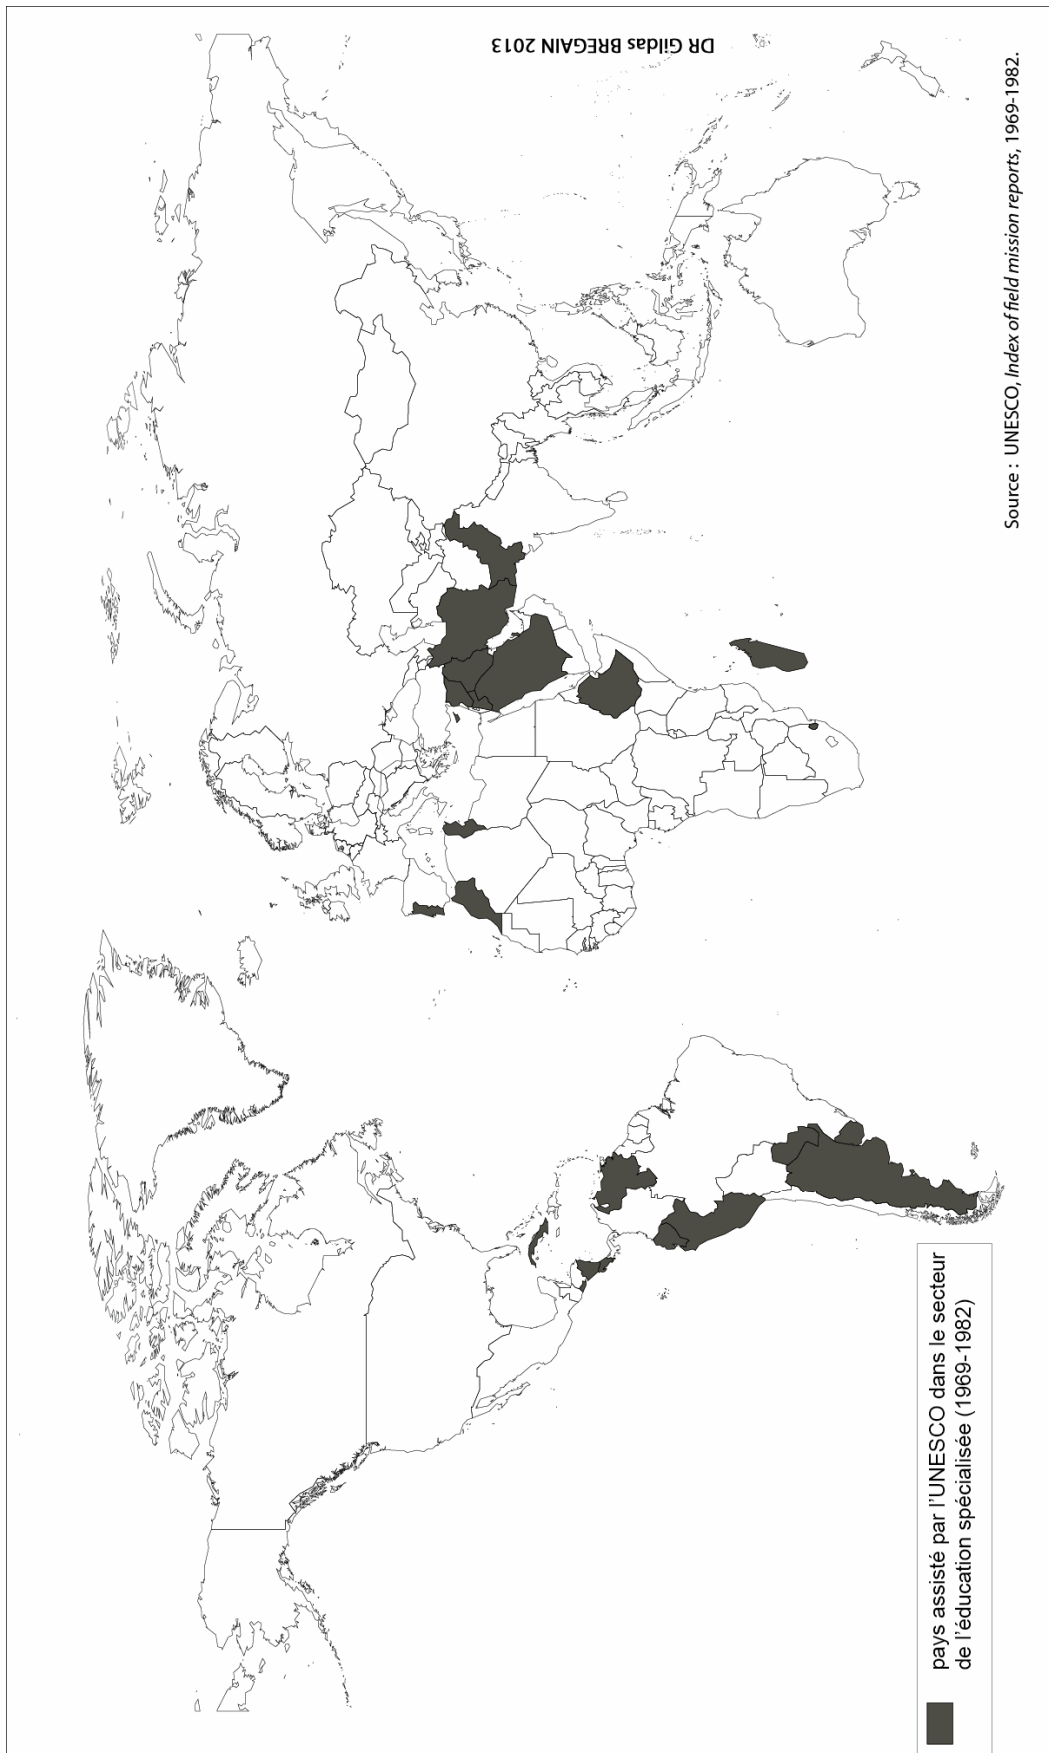 DR Gildas BREGAIN 2013
Source : UNESCO, Index of field mission reports, 1969-1982.
pays assisté par l'UNESCO dans le secteur
de l'éducation spécialisée (1969-1982)